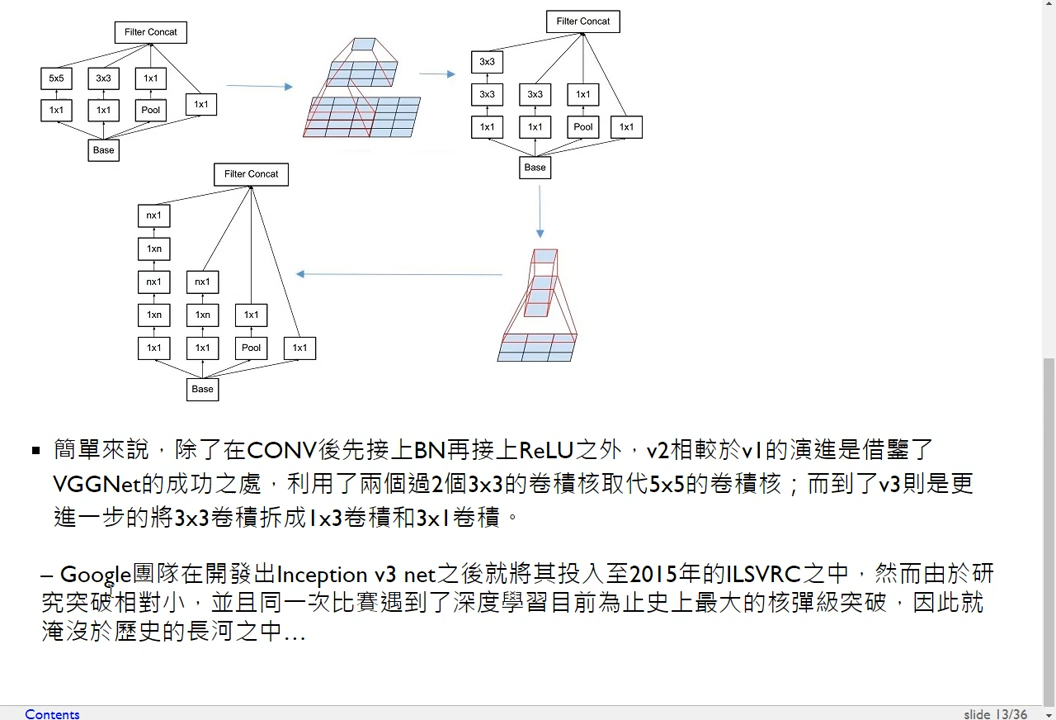 Filter Concat
5x5 3x3 1x1
1x1 1x1 Pool 1x1
Base
Filter Concat
3x3
3x3 3x3 1x1
1x1 1x1 Pool 1x1
Base
Filter Concat
nx1
1xn
nx1 nx1
1xn 1xn 1x1
1x1 1x1 Pool 1x1
Base
簡單來說，除了在CONV後先接上BN再接上ReLU之外，v2相較於v1的演進是借鑒了
VGGNet的成功之處，利用了兩個過2個3x3的卷積核取代5x5的卷積核；而到了v3則是更
進一步的將3x3卷積拆成1x3卷積和3x1卷積。
– Google團隊在開發出Inception v3 net之後就將其投入至2015年的ILSVRC之中，然而由於研
究突破相對小，並且同一次比賽遇到了深度學習目前為止史上最大的核彈級突破，因此就
淹沒於歷史的長河之中…
Contents
slide 13/36